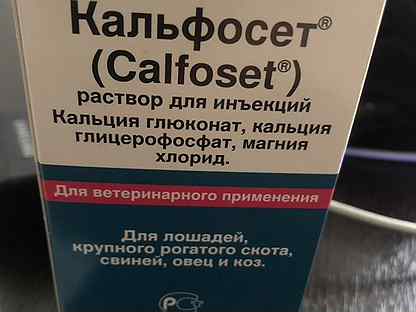 Кальфосет®
(Calfoset®)
раствор для инъекций
Кальция глюконат, кальция
глицерофосфат, магния
хлорид.
Для ветеринарного применения
Для лошадей,
крупного рогатого скота,
свиней, овец и коз.